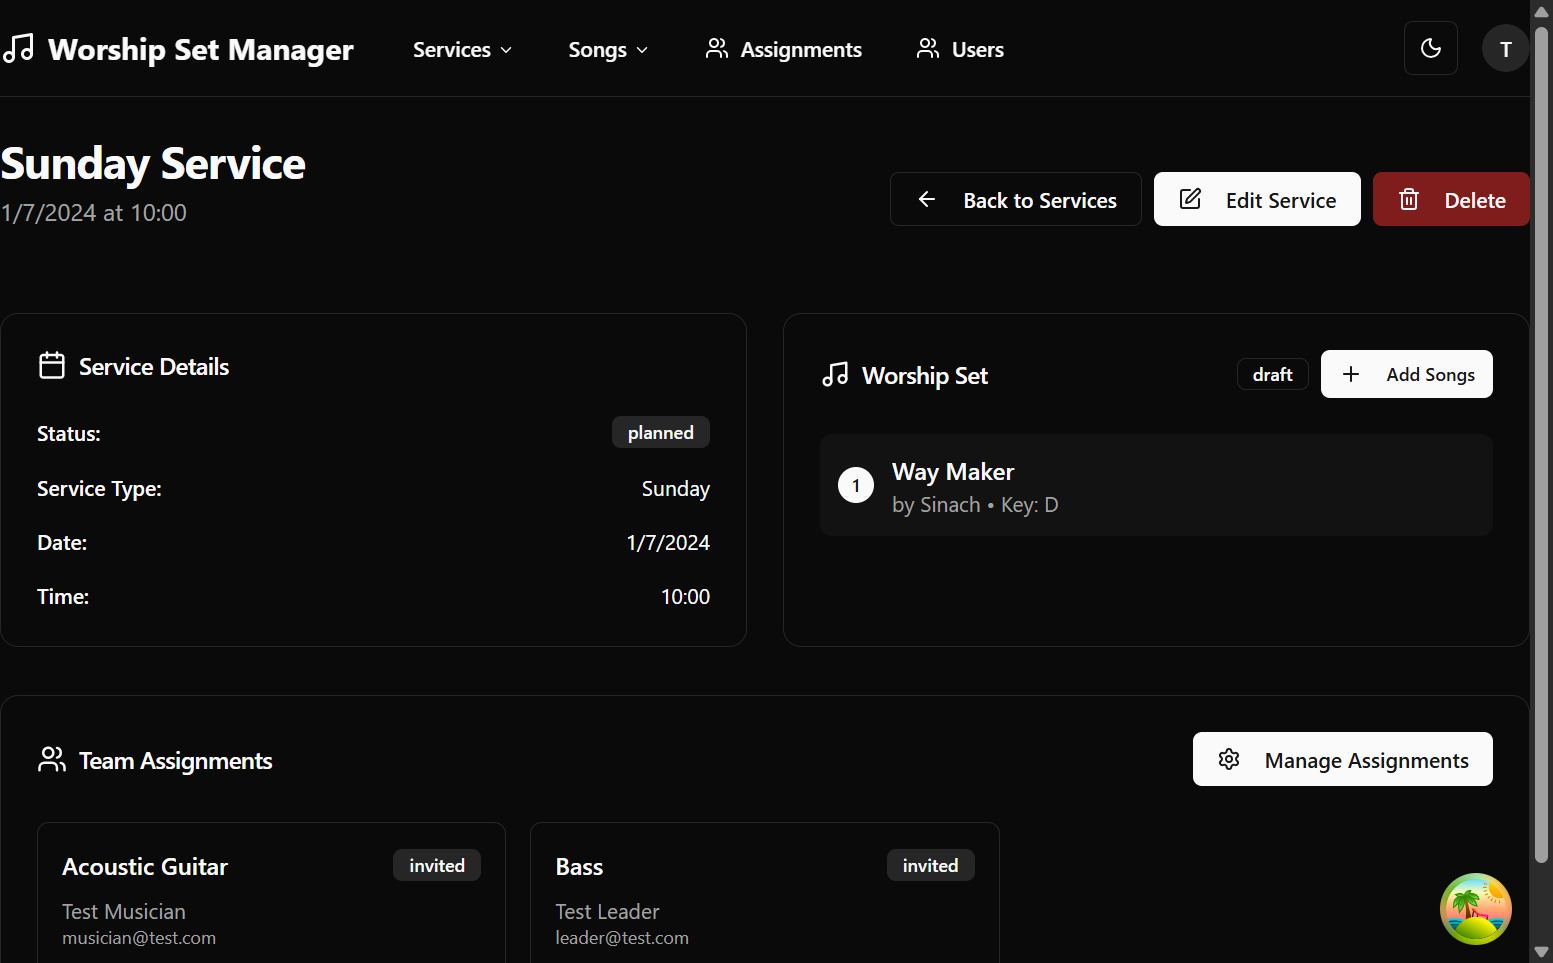 Worship Set Manager
Services
Songs
Assignments
Users
T
Sunday Service
1/7/2024 at 10:00
Back to Services
Edit Service
Delete
Service Details
Status:
planned
Service Type:
Sunday
Date:
1/7/2024
Time:
10:00
Worship Set
draft
Add Songs
1
Way Maker
by Sinach • Key: D
Team Assignments
Manage Assignments
Acoustic Guitar
invited
Test Musician
musician@test.com
Bass
invited
Test Leader
leader@test.com